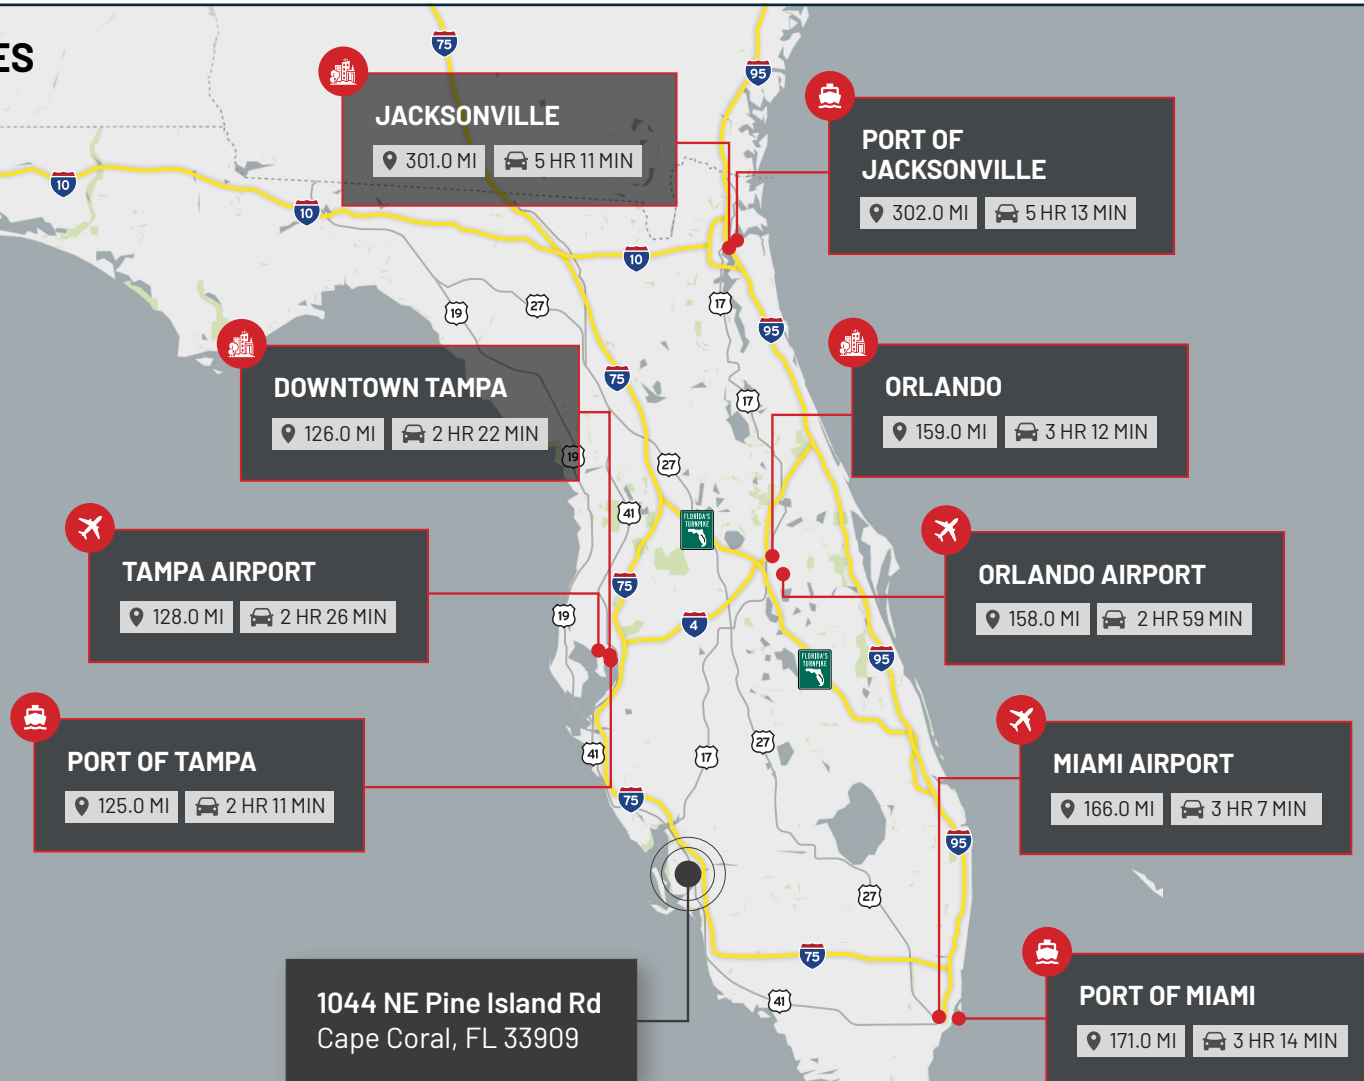 ES
75
95
JACKSONVILLE
301.0 MI
5 HR 11 MIN
PORT OF
JACKSONVILLE
302.0 MI
5 HR 13 MIN
10
10
10
19
27
17
95
75
17
DOWNTOWN TAMPA
126.0 MI
2 HR 22 MIN
ORLANDO
159.0 MI
3 HR 12 MIN
19
27
41
FLORIDA'S
TURNPIKE
TAMPA AIRPORT
128.0 MI
2 HR 26 MIN
75
19
4
ORLANDO AIRPORT
158.0 MI
2 HR 59 MIN
FLORIDA'S
TURNPIKE
95
PORT OF TAMPA
125.0 MI
2 HR 11 MIN
41
17
27
75
MIAMI AIRPORT
166.0 MI
3 HR 7 MIN
95
27
75
41
1044 NE Pine Island Rd
Cape Coral, FL 33909
PORT OF MIAMI
171.0 MI
3 HR 14 MIN